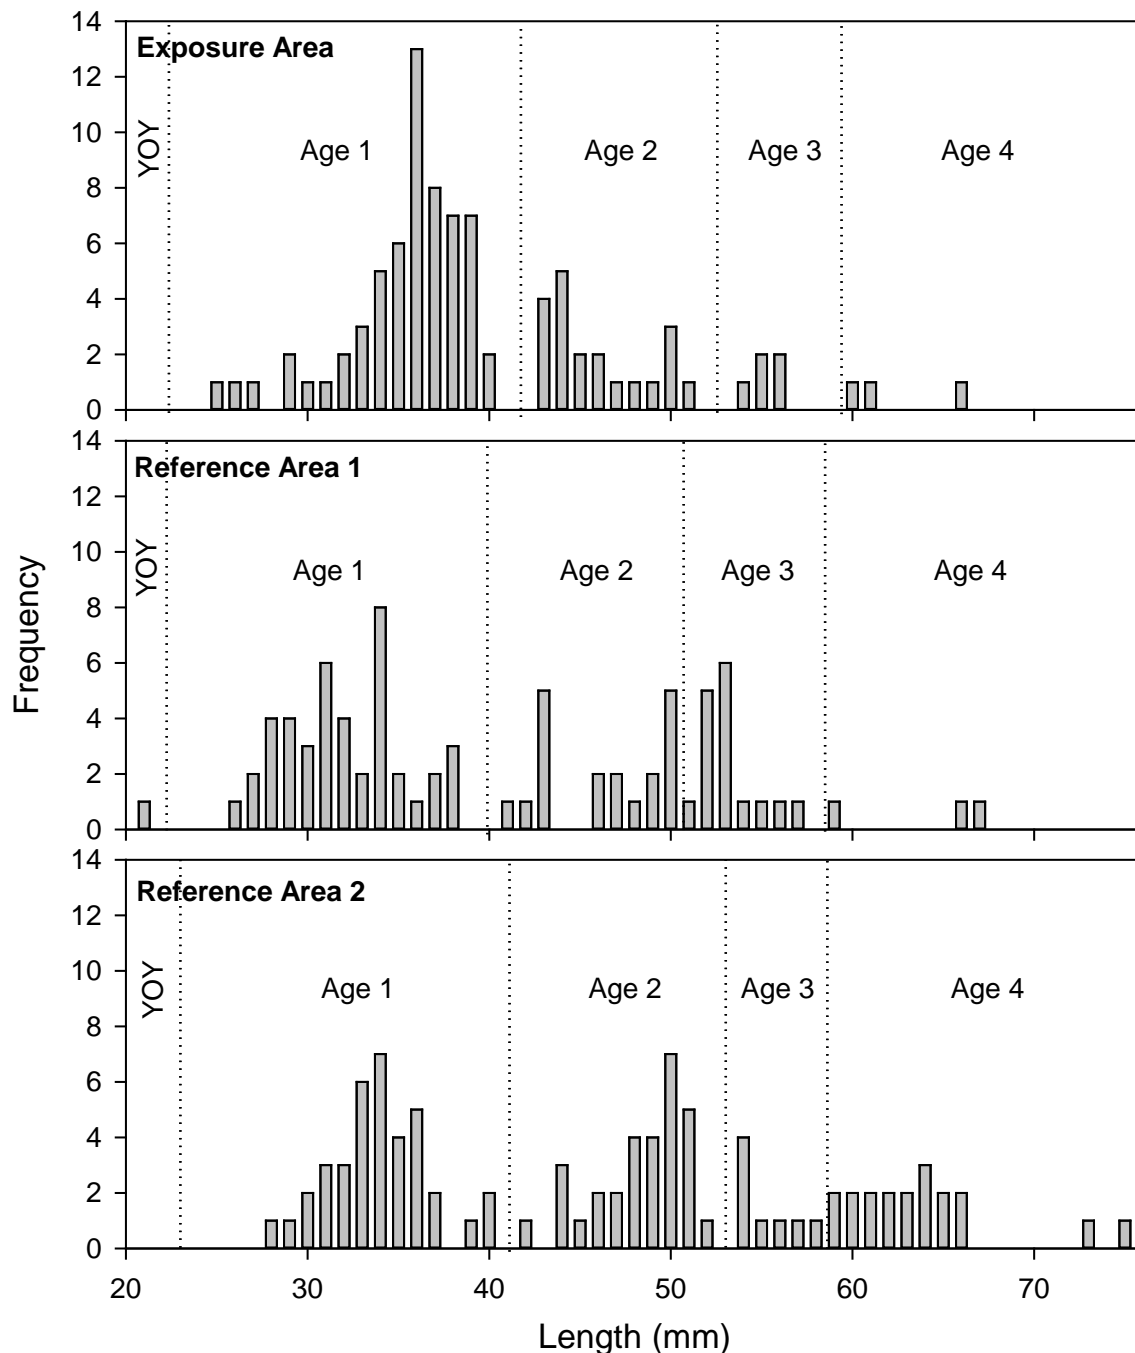 14
Exposure Area
12
10
YOY
Age 1
Age 2
Age 3
Age 4
8
6
4
2
0
14
Reference Area 1
12
10
YOY
Age 1
Age 2
Age 3
Age 4
8
6
4
2
0
Frequency
14
Reference Area 2
12
10
YOY
Age 1
Age 2
Age 3
Age 4
8
6
4
2
0
20 30 40 50 60 70
Length (mm)